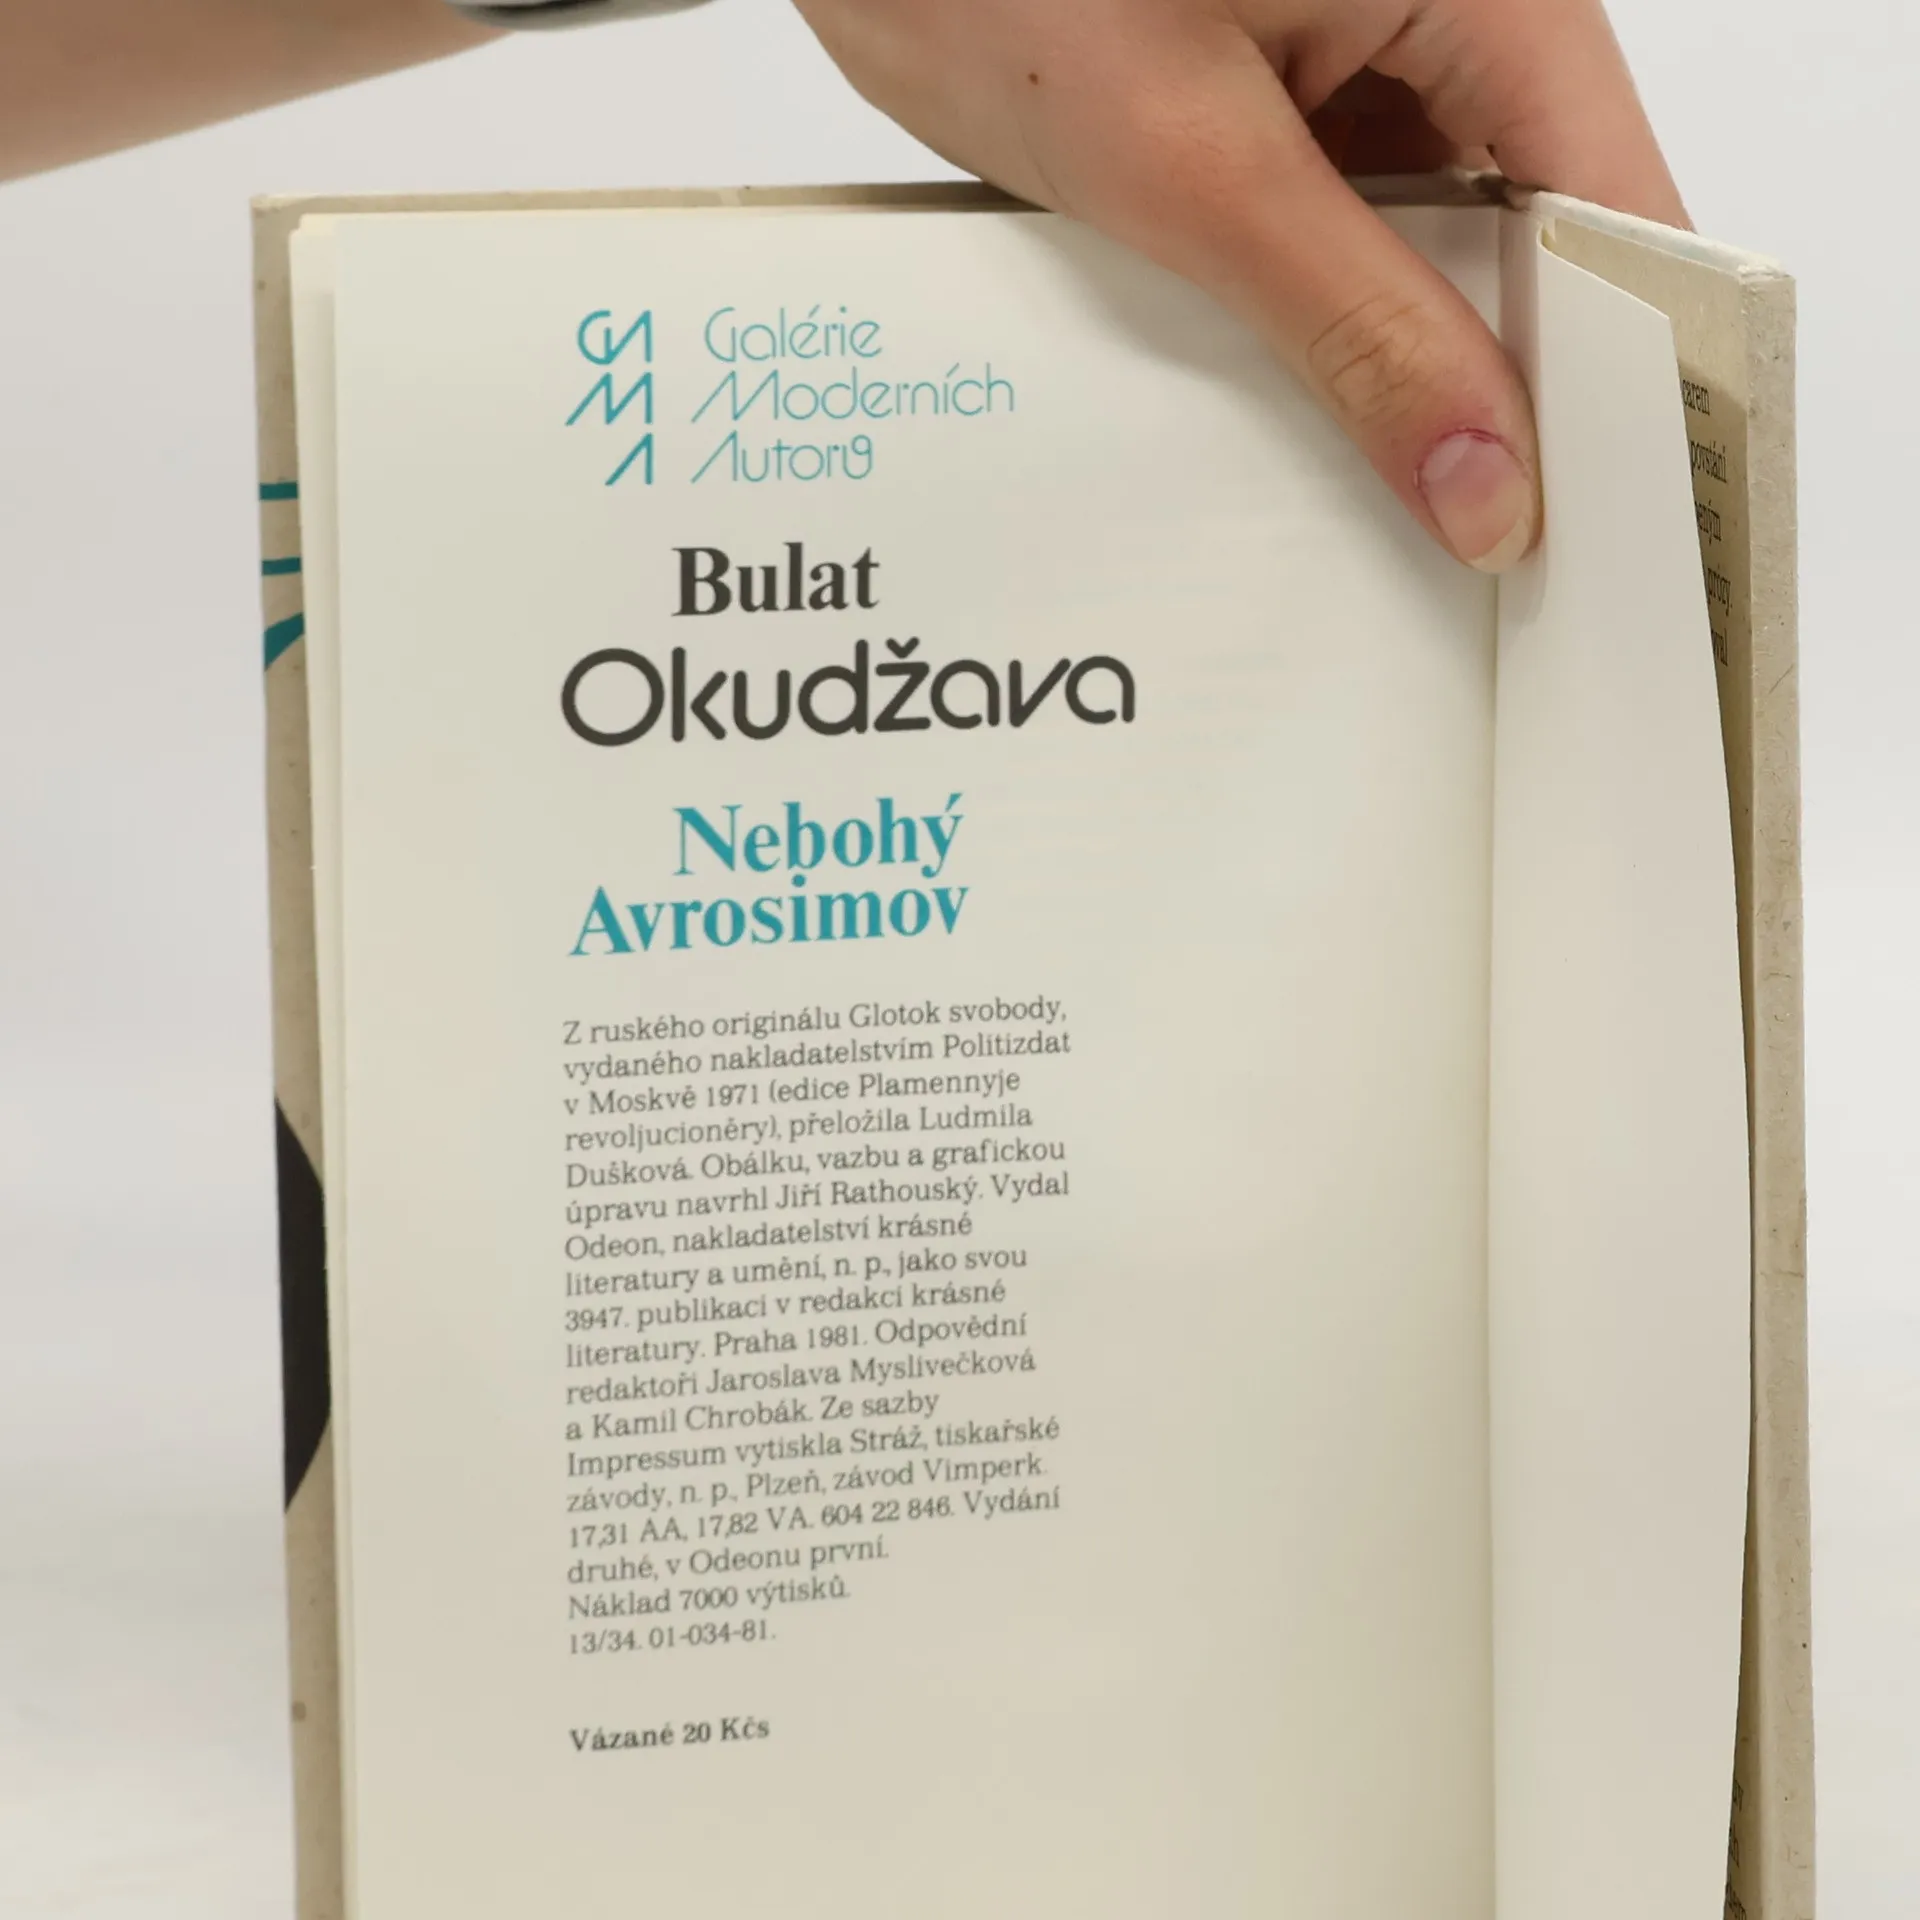 GA Galérie
M Moderních
A Autorů
Bulat
Okudžava
Nebohý
Avrosimov
Z ruského originálu Glotok svobody,
vydaného nakladatelstvím Politizdat
v Moskvě 1971 (edice Plamennyje
revoljucioněry), přeložila Ludmila
Dušková. Obálku, vazbu a grafickou
úpravu navrhl Jiří Rathouský. Vydal
Odeon, nakladatelství krásné
literatury a umění, n. p., jako svou
3947. publikaci v redakci krásné
literatury. Praha 1981. Odpovědní
redaktoři Jaroslava Myslivečková
a Kamil Chrobák. Ze sazby
Impressum vytiskla Stráž, tiskařské
závody, n. p., Plzeň, závod Vimperk.
17,31 AA, 17,82 VA. 604 22 846. Vydání
druhé, v Odeonu první.
Náklad 7000 výtisků.
13/34. 01-034-81.
Vázané 20 Kčs
povstání
prózy.